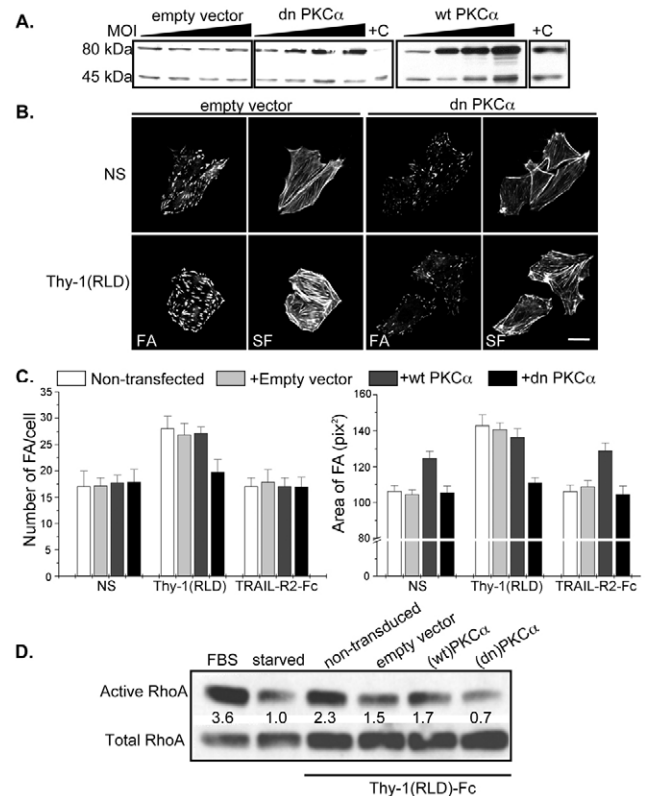 A.
empty vector dn PKCα wt PKCα
MOI +C +C
80 kDa
45 kDa
B.
empty vector dn PKCα
NS
Thy-1(RLD)
FA SF FA SF
C.
Non-transfected +Empty vector +wt PKCα +dn PKCα
Number of FA/cell
35
30
25
20
15
10
5
0
NS Thy-1(RLD) TRAIL-R2-Fc
Area of FA (pix²)
160
140
120
100
80
0
NS Thy-1(RLD) TRAIL-R2-Fc
D.
FBS starved non-transduced empty vector (wt)PKCα (dn)PKCα
Active RhoA
3.6 1.0 2.3 1.5 1.7 0.7
Total RhoA
Thy-1(RLD)-Fc